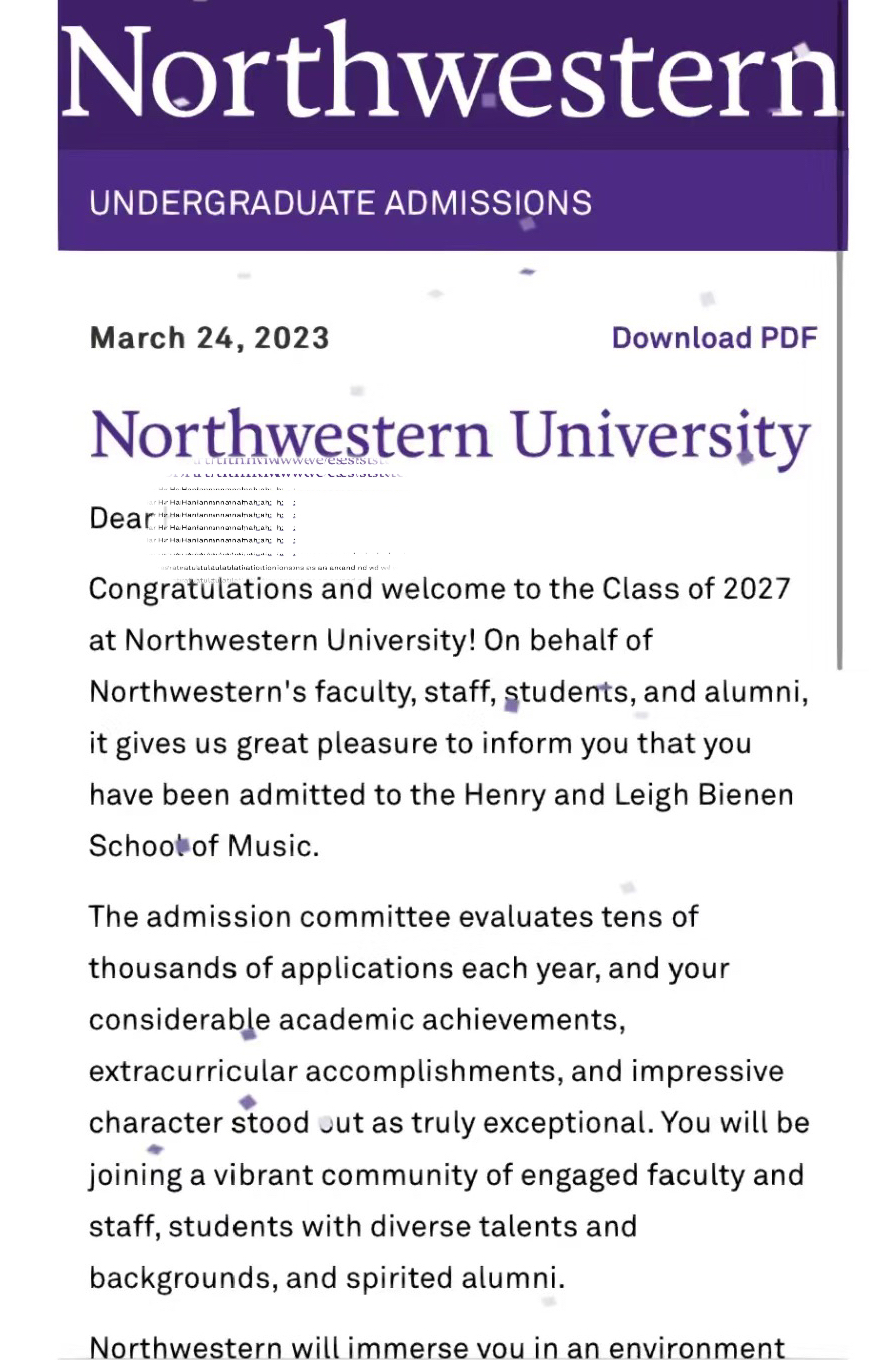 Northwestern
UNDERGRADUATE ADMISSIONS
March 24, 2023 Download PDF
Northwestern University
Dear
Congratulations and welcome to the Class of 2027
at Northwestern University! On behalf of
Northwestern's faculty, staff, students, and alumni,
it gives us great pleasure to inform you that you
have been admitted to the Henry and Leigh Bienen
School of Music.
The admission committee evaluates tens of
thousands of applications each year, and your
considerable academic achievements,
extracurricular accomplishments, and impressive
character stood out as truly exceptional. You will be
joining a vibrant community of engaged faculty and
staff, students with diverse talents and
backgrounds, and spirited alumni.
Northwestern will immerse you in an environment